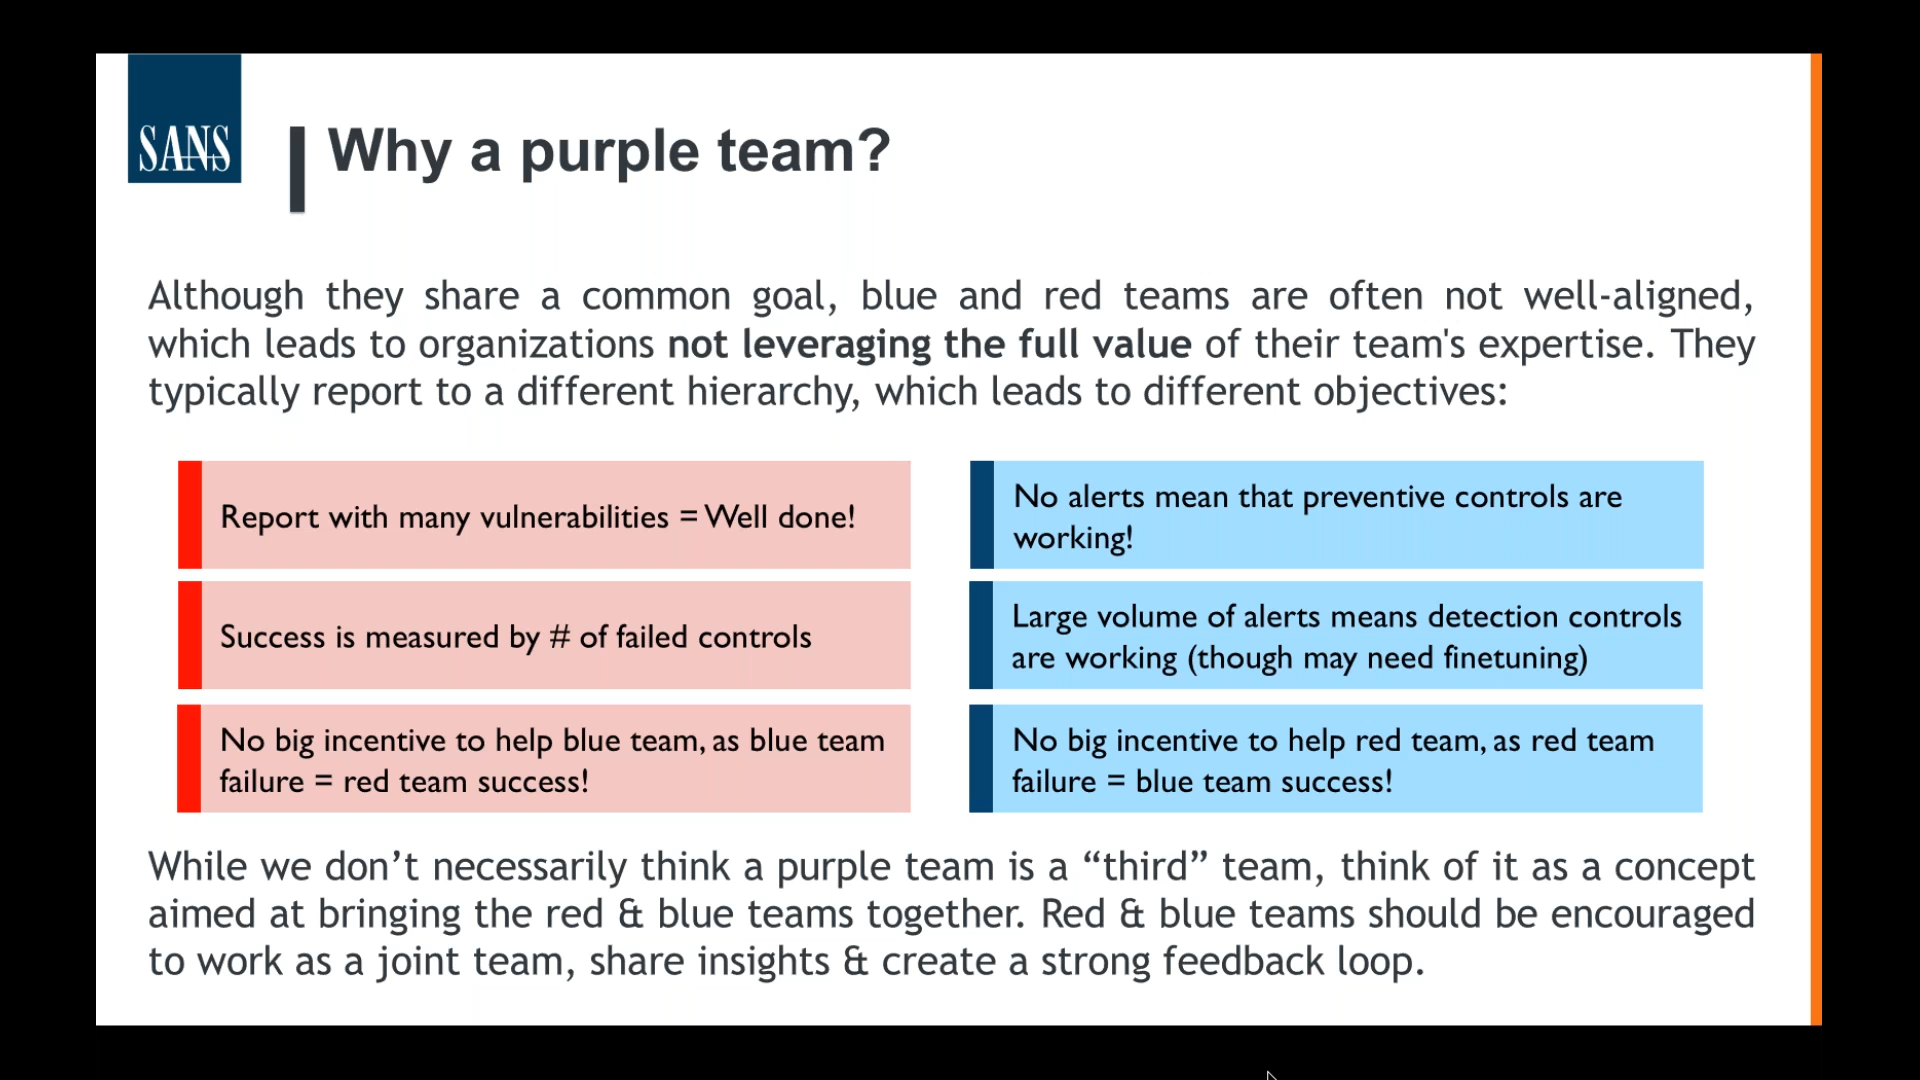 SANS
Why a purple team?
Although they share a common goal, blue and red teams are often not well-aligned,
which leads to organizations not leveraging the full value of their team's expertise. They
typically report to a different hierarchy, which leads to different objectives:
Report with many vulnerabilities = Well done!
Success is measured by # of failed controls
No big incentive to help blue team, as blue team
failure = red team success!
No alerts mean that preventive controls are
working!
Large volume of alerts means detection controls
are working (though may need finetuning)
No big incentive to help red team, as red team
failure = blue team success!
While we don’t necessarily think a purple team is a “third” team, think of it as a concept
aimed at bringing the red & blue teams together. Red & blue teams should be encouraged
to work as a joint team, share insights & create a strong feedback loop.